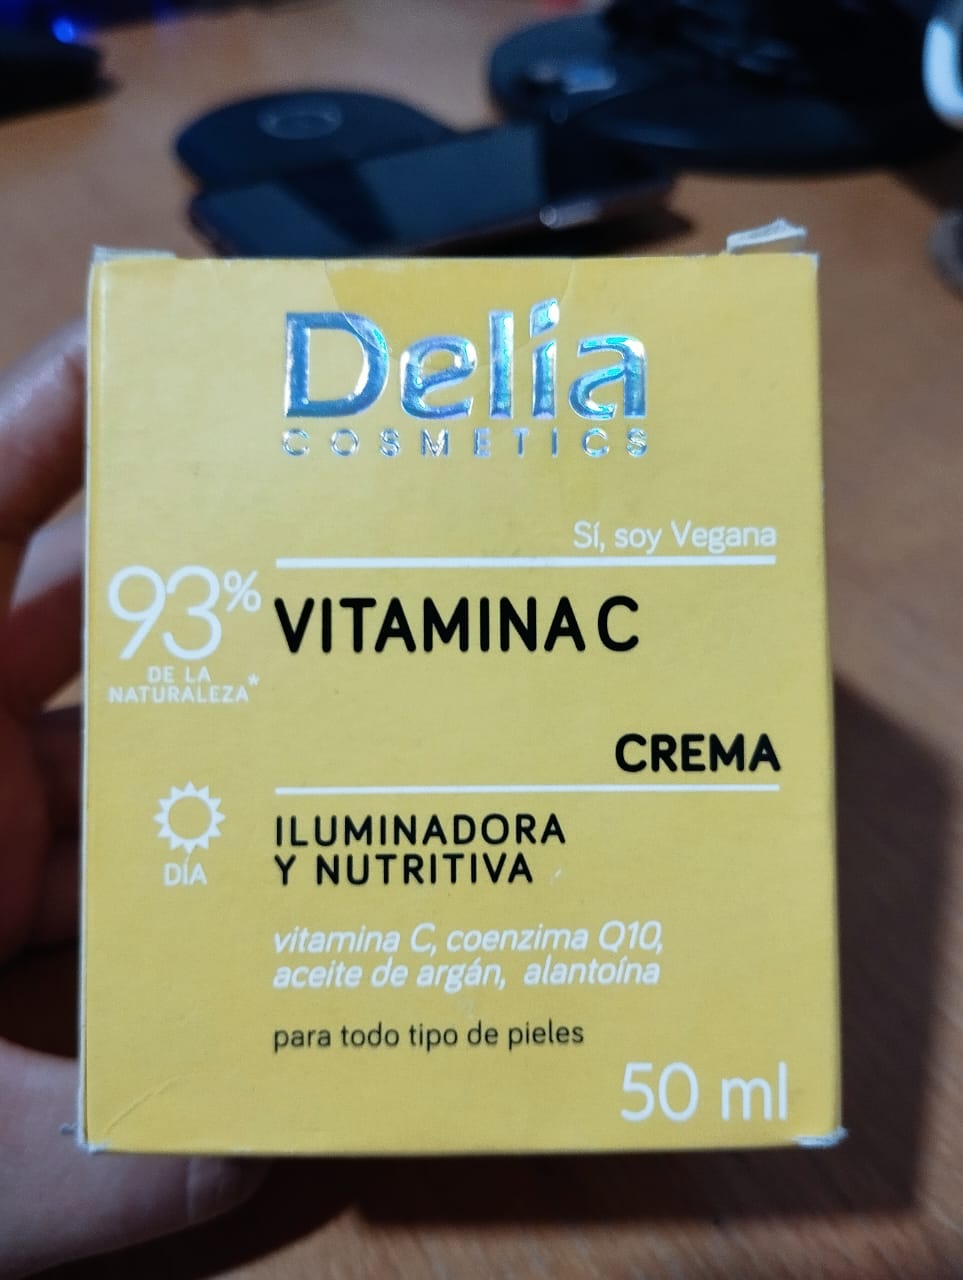 Delia
COSMETICS
Sí, soy Vegana
93%
DE LA
NATURALEZA*
VITAMINA C
CREMA
DÍA
ILUMINADORA
Y NUTRITIVA
vitamina C, coenzima Q10,
aceite de argán, alantoína
para todo tipo de pieles
50 ml